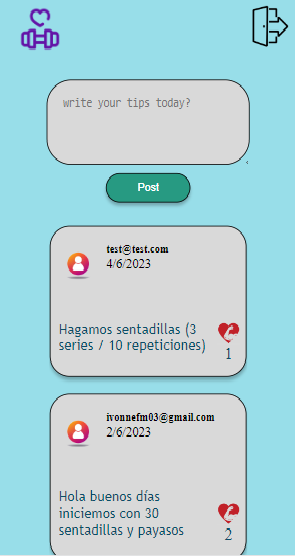 write your tips today?
Post
test@test.com
4/6/2023
Hagamos sentadillas (3
series / 10 repeticiones)
1
ivonnefm03@gmail.com
2/6/2023
Hola buenos días
iniciemos con 30
sentadillas y payasos
2